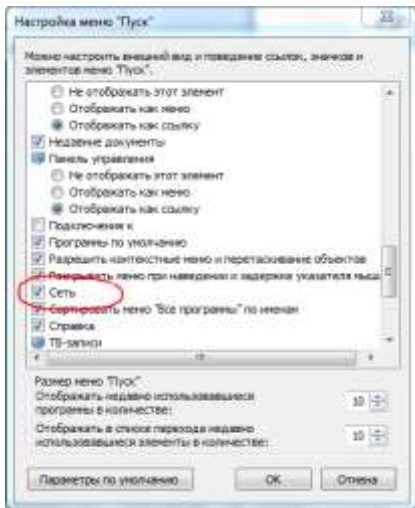 Настройка меню "Пуск"
Можно настроить внешний вид и поведение ссылок, значков и
элементов меню "Пуск".
Не отображать этот элемент
Отображать как меню
Отображать как ссылку
Недавние документы
Панель управления
Не отображать этот элемент
Отображать как меню
Отображать как ссылку
Подключение к
Программы по умолчанию
Разрешить контекстные меню и перетаскивание объектов
Раскрывать меню при наведении и задержке указателя мыши
Сеть
Сортировать меню "Все программы" по именам
Справка
ТВ-записи
Размер меню "Пуск"
Отображать недавно использовавшиеся
программы в количестве:
10
Отображать в списке перехода недавно
использовавшиеся элементы в количестве:
10
Параметры по умолчанию
ОК
Отмена